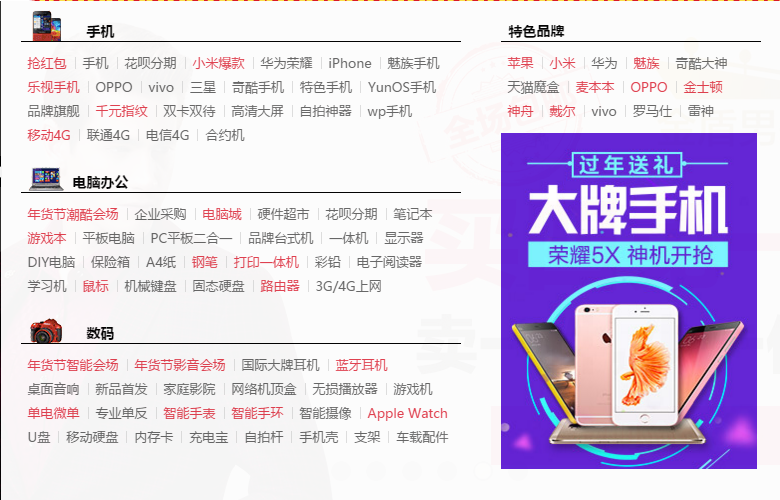 手机
抢红包 手机 花呗分期 小米爆款 华为荣耀 iPhone 魅族手机
乐视手机 OPPO vivo 三星 奇酷手机 特色手机 YunOS手机
品牌旗舰 千元指纹 双卡双待 高清大屏 自拍神器 wp手机
移动4G 联通4G 电信4G 合约机
电脑办公
年货节潮酷会场 企业采购 电脑城 硬件超市 花呗分期 笔记本
游戏本 平板电脑 PC平板二合一 品牌台式机 一体机 显示器
DIY电脑 保险箱 A4纸 钢笔 打印一体机 彩铅 电子阅读器
学习机 鼠标 机械键盘 固态硬盘 路由器 3G/4G上网
数码
年货节智能会场 年货节影音会场 国际大牌耳机 蓝牙耳机
桌面音响 新品首发 家庭影院 网络机顶盒 无损播放器 游戏机
单电微单 专业单反 智能手表 智能手环 智能摄像 Apple Watch
U盘 移动硬盘 内存卡 充电宝 自拍杆 手机壳 支架 车载配件
特色品牌
苹果 小米 华为 魅族 奇酷大神
天猫魔盒 麦本本 OPPO 金士顿
神舟 戴尔 vivo 罗马仕 雷神
过年送礼
大牌手机
荣耀5X 神机开抢